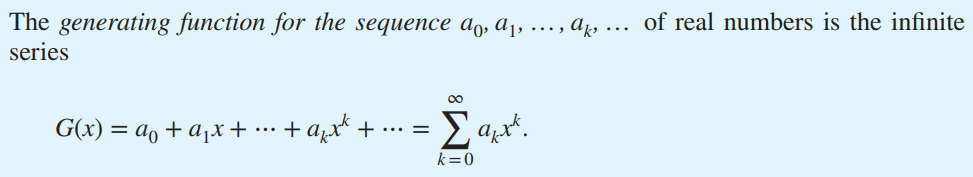 The generating function for the sequence a₀, a₁, …, aₖ, … of real numbers is the infinite
series
G(x) = a₀ + a₁x + ⋯ + aₖxᵏ + ⋯ = ∑_{k=0}^{∞} aₖxᵏ.